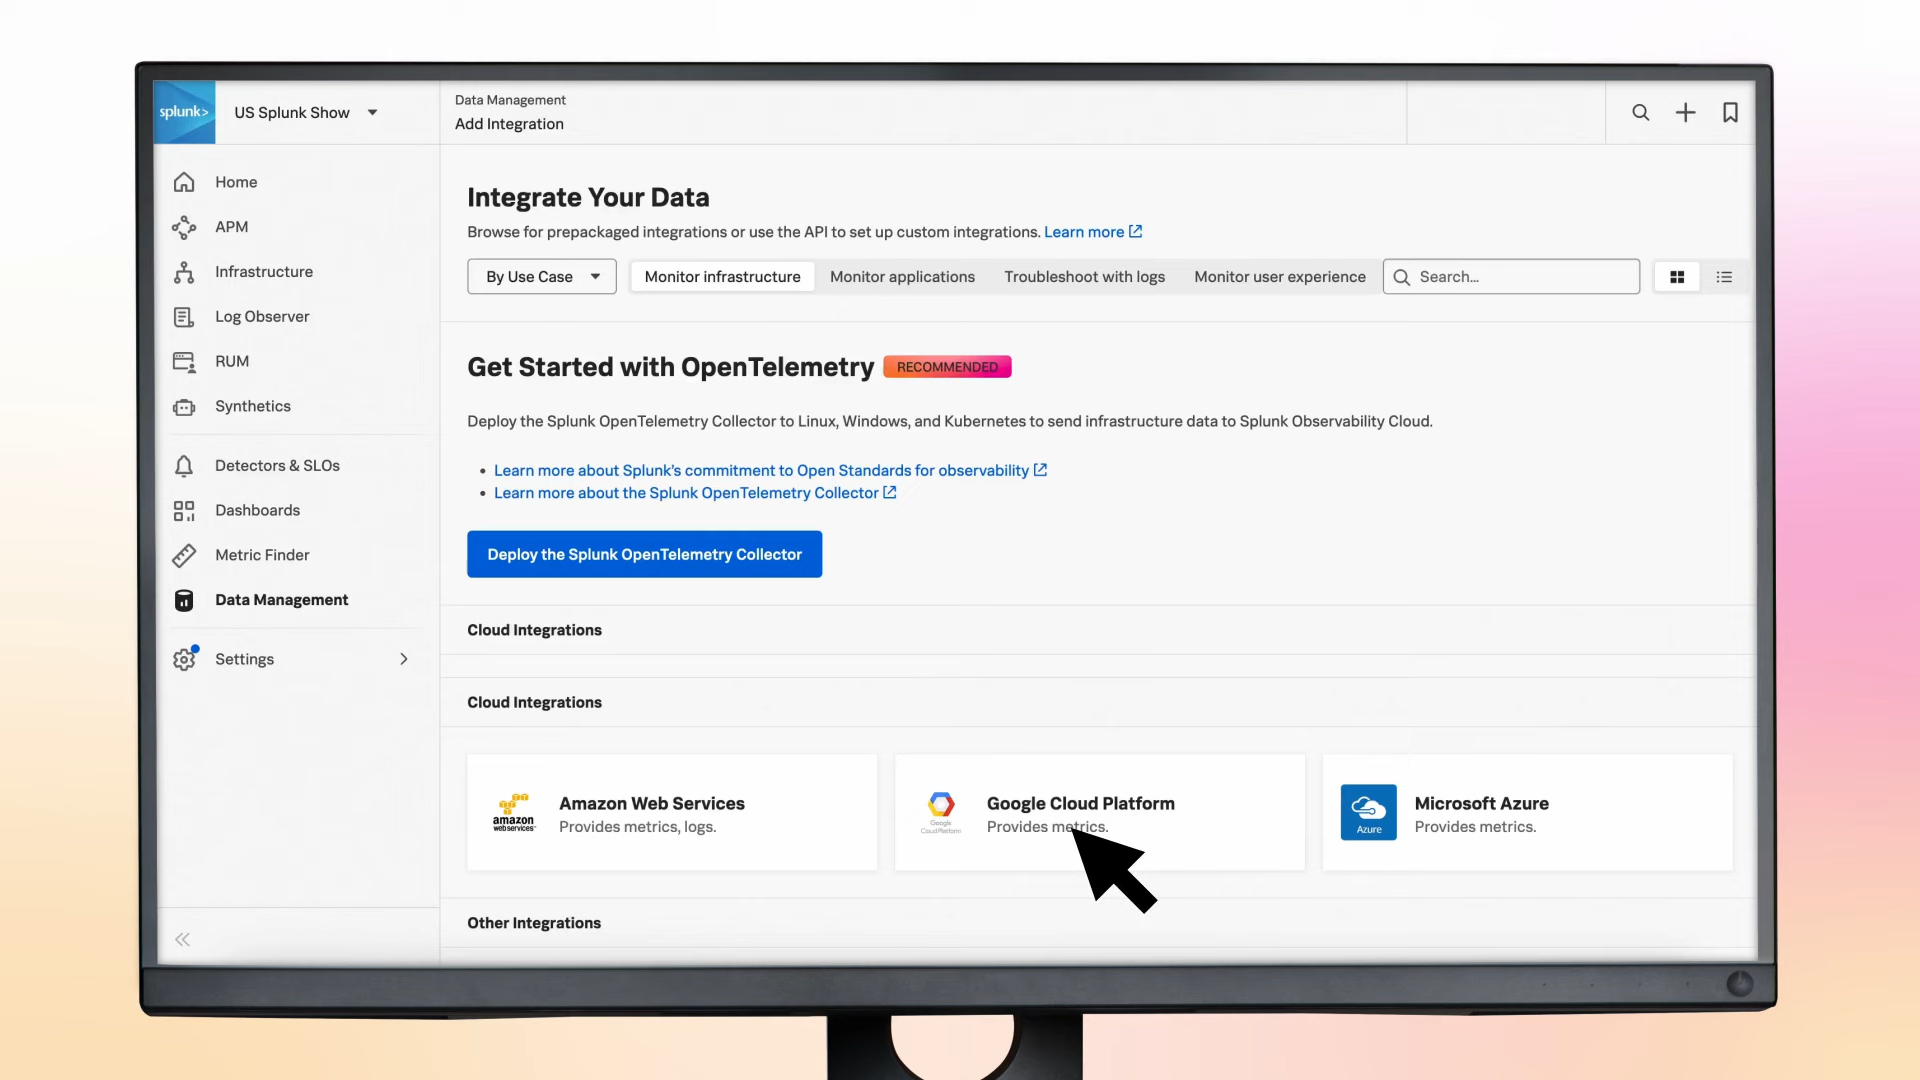 splunk>
US Splunk Show
Data Management
Add Integration
Home
APM
Infrastructure
Log Observer
RUM
Synthetics
Detectors & SLOs
Dashboards
Metric Finder
Data Management
Settings
Integrate Your Data
Browse for prepackaged integrations or use the API to set up custom integrations. Learn more
By Use Case
Monitor infrastructure
Monitor applications
Troubleshoot with logs
Monitor user experience
Search...
Get Started with OpenTelemetry RECOMMENDED
Deploy the Splunk OpenTelemetry Collector to Linux, Windows, and Kubernetes to send infrastructure data to Splunk Observability Cloud.
• Learn more about Splunk's commitment to Open Standards for observability
• Learn more about the Splunk OpenTelemetry Collector
Deploy the Splunk OpenTelemetry Collector
Cloud Integrations
Cloud Integrations
amazon
webservices
Amazon Web Services
Provides metrics, logs.
Google
Cloud Platform
Google Cloud Platform
Provides metrics.
Azure
Microsoft Azure
Provides metrics.
Other Integrations